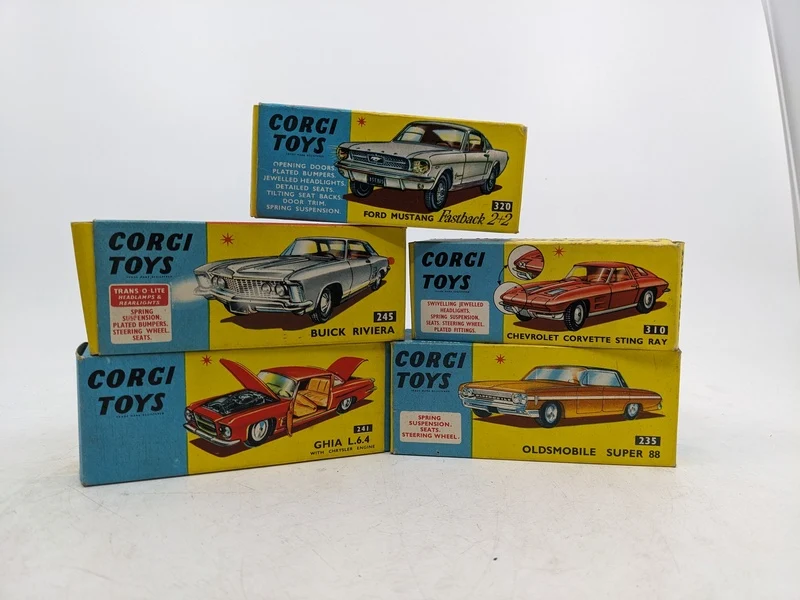 CORGI
TOYS
OPENING DOORS.
PLATED BUMPERS.
JEWELLED HEADLIGHTS.
DETAILED SEATS.
TILTING SEAT BACKS.
DOOR TRIM.
SPRING SUSPENSION.
320
FORD MUSTANG Fastback 2+2
CORGI
TOYS
TRANS O LITE
HEADLAMPS &
REARLIGHTS.
SPRING
SUSPENSION.
PLATED BUMPERS.
STEERING WHEEL.
SEATS.
245
BUICK RIVIERA
CORGI
TOYS
SWIVELLING JEWELLED
HEADLIGHTS.
SPRING SUSPENSION.
SEATS. STEERING WHEEL.
PLATED FITTINGS.
310
CHEVROLET CORVETTE STING RAY
CORGI
TOYS
241
GHIA L.6.4
WITH CHRYSLER ENGINE
CORGI
TOYS
SPRING
SUSPENSION.
SEATS.
STEERING WHEEL.
235
OLDSMOBILE SUPER 88